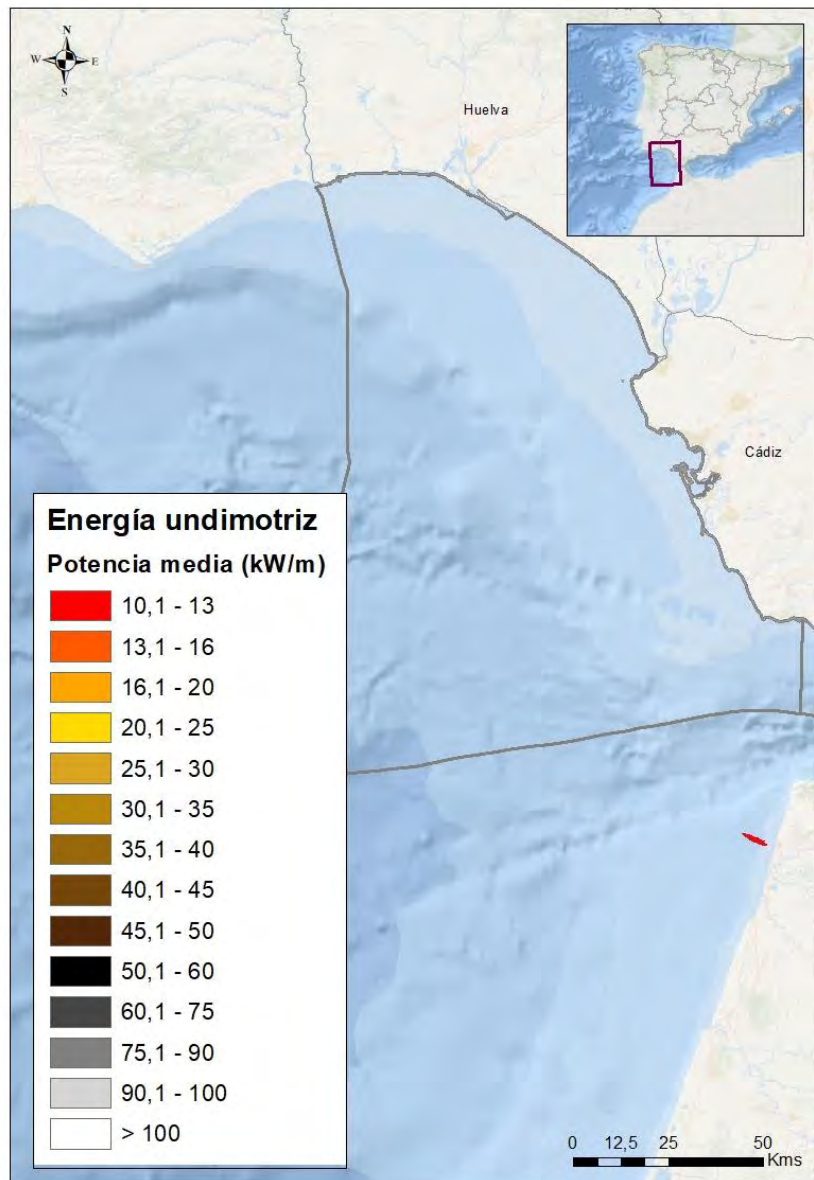 N
W E
S
Huelva
Cádiz
Energía undimotriz
Potencia media (kW/m)
10,1 - 13
13,1 - 16
16,1 - 20
20,1 - 25
25,1 - 30
30,1 - 35
35,1 - 40
40,1 - 45
45,1 - 50
50,1 - 60
60,1 - 75
75,1 - 90
90,1 - 100
> 100
0 12,5 25 50
Kms